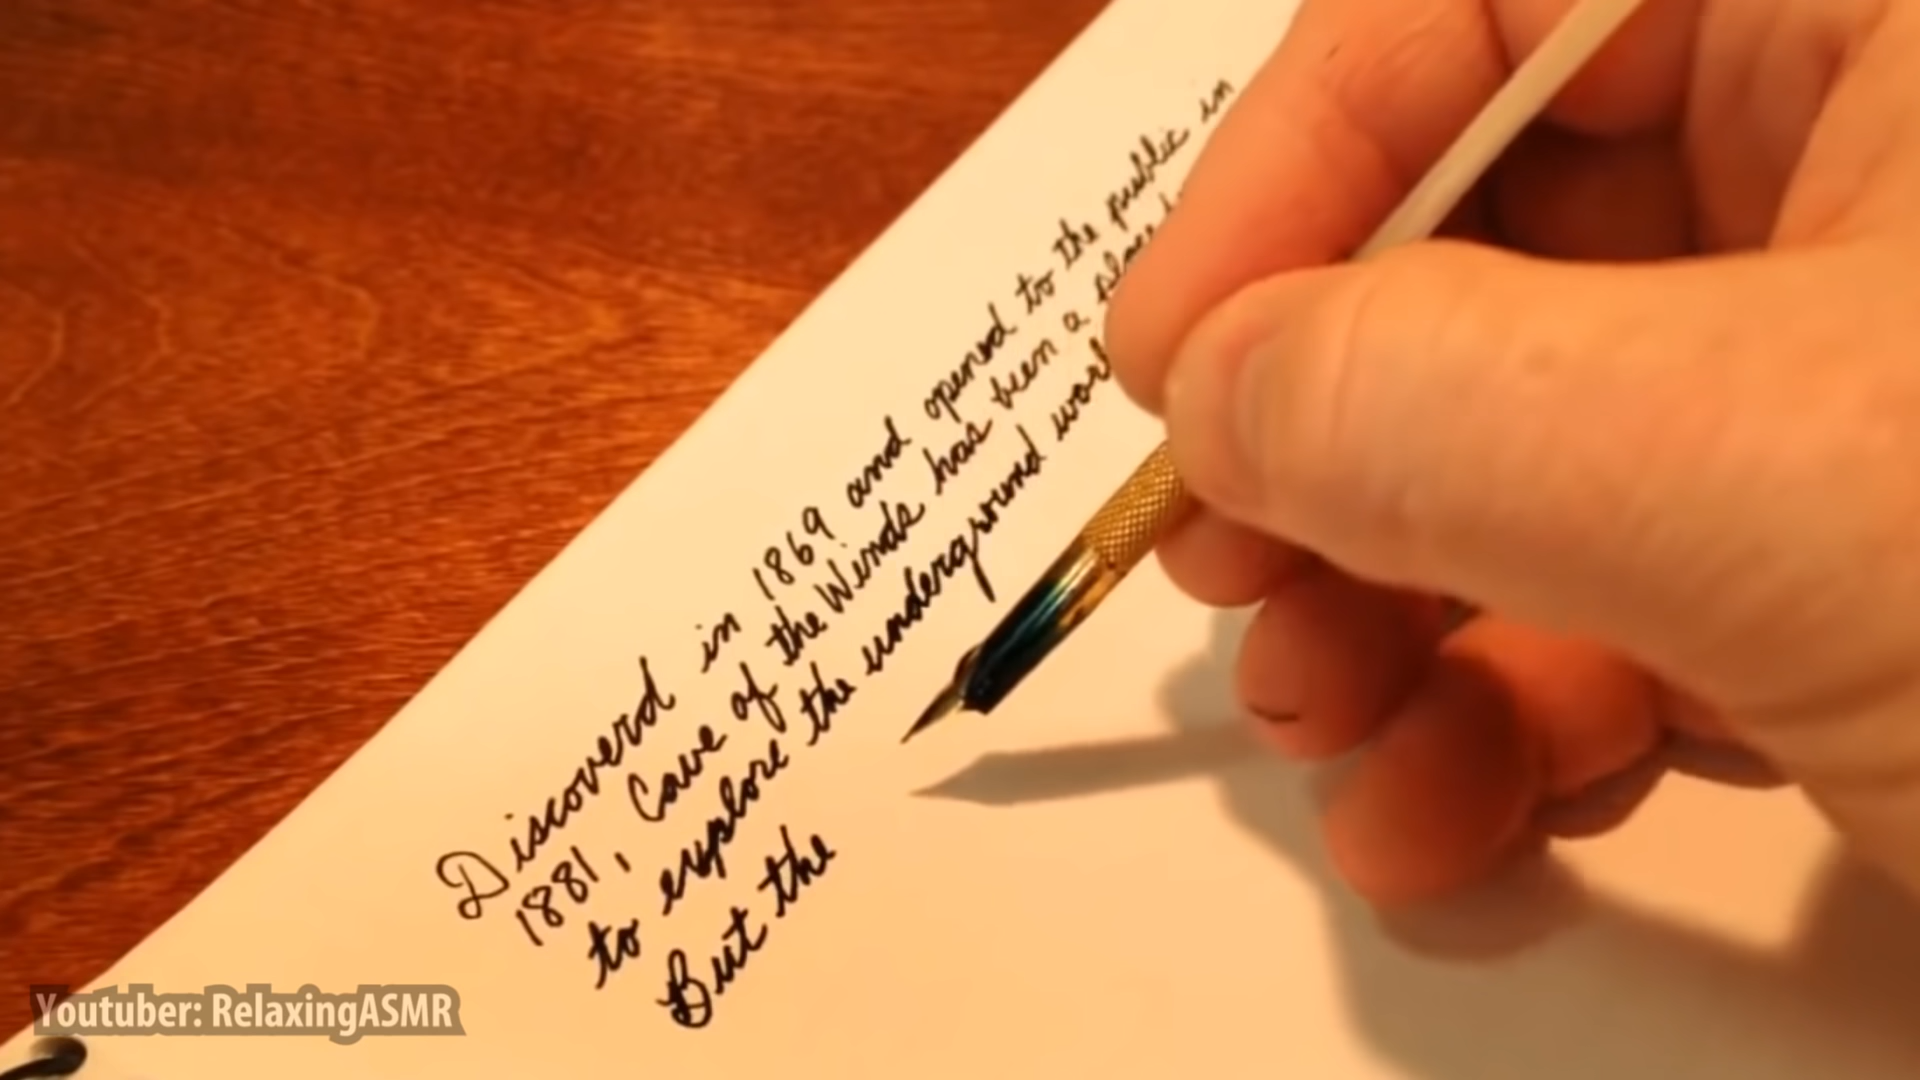 Discoverd in 1869 and opened to the public in
1881, Cave of the Winds has been a
to explore the underground
But the
Youtuber: RelaxingASMR